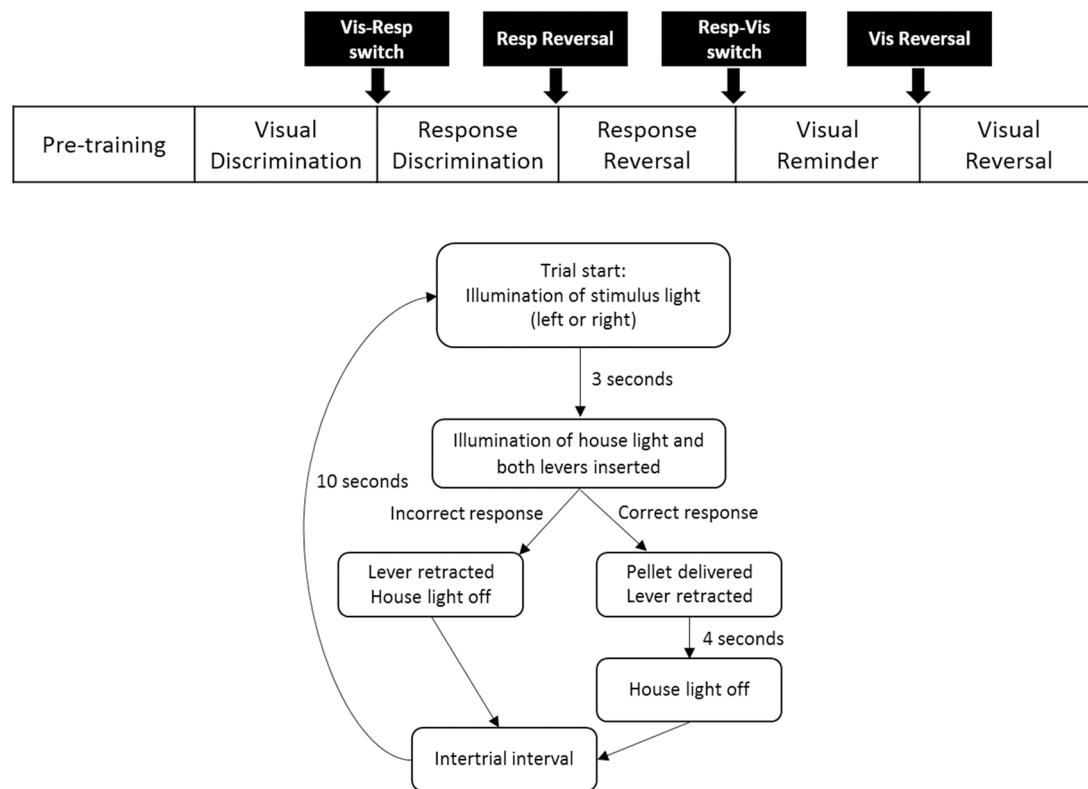 Vis-Resp
switch
Resp Reversal
Resp-Vis
switch
Vis Reversal
Pre-training
Visual
Discrimination
Response
Discrimination
Response
Reversal
Visual
Reminder
Visual
Reversal
Trial start:
Illumination of stimulus light
(left or right)
3 seconds
Illumination of house light and
both levers inserted
10 seconds
Incorrect response
Correct response
Lever retracted
House light off
Pellet delivered
Lever retracted
4 seconds
House light off
Intertrial interval